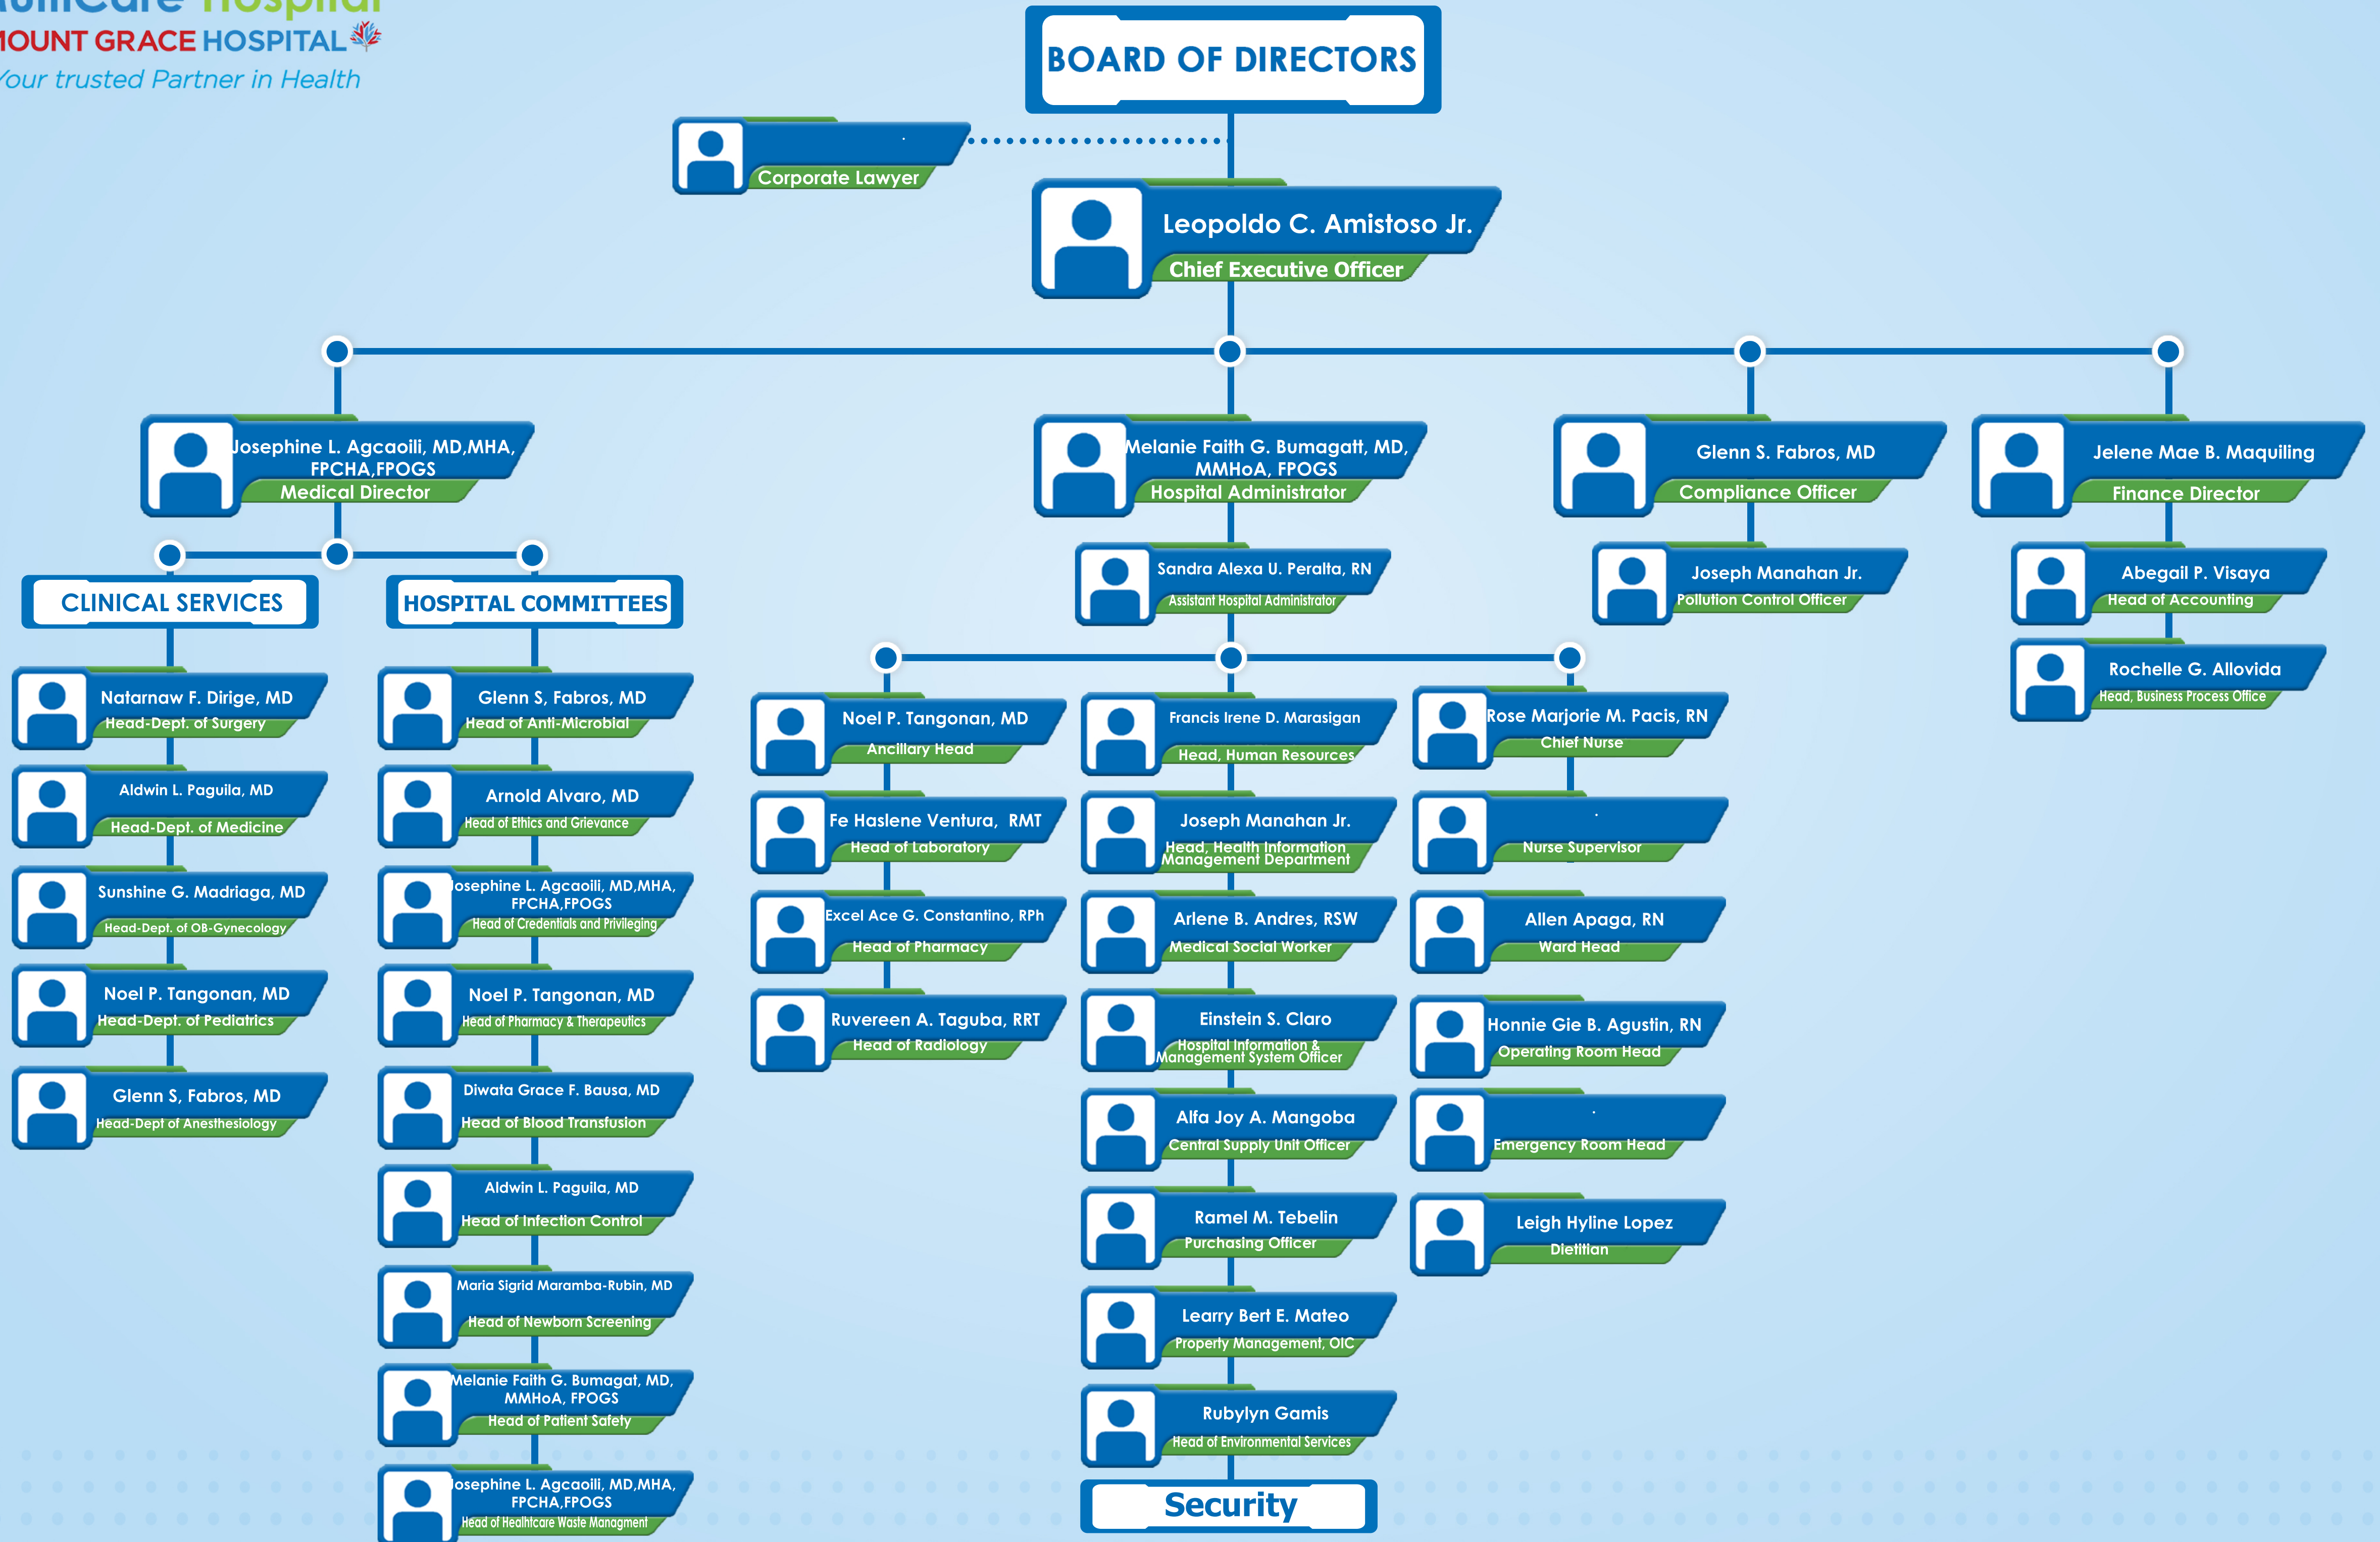 Hospital
MOUNT GRACE HOSPITAL
Your trusted Partner in Health
BOARD OF DIRECTORS
.
Corporate Lawyer
Leopoldo C. Amistoso Jr.
Chief Executive Officer
Josephine L. Agcaoili, MD,MHA,
FPCHA,FPOGS
Medical Director
Melanie Faith G. Bumagatt, MD,
MMHoA, FPOGS
Hospital Administrator
Glenn S. Fabros, MD
Compliance Officer
Jelene Mae B. Maquiling
Finance Director
Sandra Alexa U. Peralta, RN
Assistant Hospital Administrator
Joseph Manahan Jr.
Pollution Control Officer
Abegail P. Visaya
Head of Accounting
Rochelle G. Allovida
Head, Business Process Office
CLINICAL SERVICES
Natarnaw F. Dirige, MD
Head-Dept. of Surgery
Aldwin L. Paguila, MD
Head-Dept. of Medicine
Sunshine G. Madriaga, MD
Head-Dept. of OB-Gynecology
Noel P. Tangonan, MD
Head-Dept. of Pediatrics
Glenn S, Fabros, MD
Head-Dept of Anesthesiology
HOSPITAL COMMITTEES
Glenn S, Fabros, MD
Head of Anti-Microbial
Arnold Alvaro, MD
Head of Ethics and Grievance
Josephine L. Agcaoili, MD,MHA,
FPCHA,FPOGS
Head of Credentials and Privileging
Noel P. Tangonan, MD
Head of Pharmacy & Therapeutics
Diwata Grace F. Bausa, MD
Head of Blood Transfusion
Aldwin L. Paguila, MD
Head of Infection Control
Maria Sigrid Maramba-Rubin, MD
Head of Newborn Screening
Melanie Faith G. Bumagat, MD,
MMHoA, FPOGS
Head of Patient Safety
Josephine L. Agcaoili, MD,MHA,
FPCHA,FPOGS
Head of Healhtcare Waste Managment
Noel P. Tangonan, MD
Ancillary Head
Fe Haslene Ventura, RMT
Head of Laboratory
Excel Ace G. Constantino, RPh
Head of Pharmacy
Ruvereen A. Taguba, RRT
Head of Radiology
Francis Irene D. Marasigan
Head, Human Resources
Joseph Manahan Jr.
Head, Health Information
Management Department
Arlene B. Andres, RSW
Medical Social Worker
Einstein S. Claro
Hospital Information &
Management System Officer
Alfa Joy A. Mangoba
Central Supply Unit Officer
Ramel M. Tebelin
Purchasing Officer
Learry Bert E. Mateo
Property Management, OIC
Rubylyn Gamis
Head of Environmental Services
Security
Rose Marjorie M. Pacis, RN
Chief Nurse
.
Nurse Supervisor
Allen Apaga, RN
Ward Head
Honnie Gie B. Agustin, RN
Operating Room Head
.
Emergency Room Head
Leigh Hyline Lopez
Dietitian